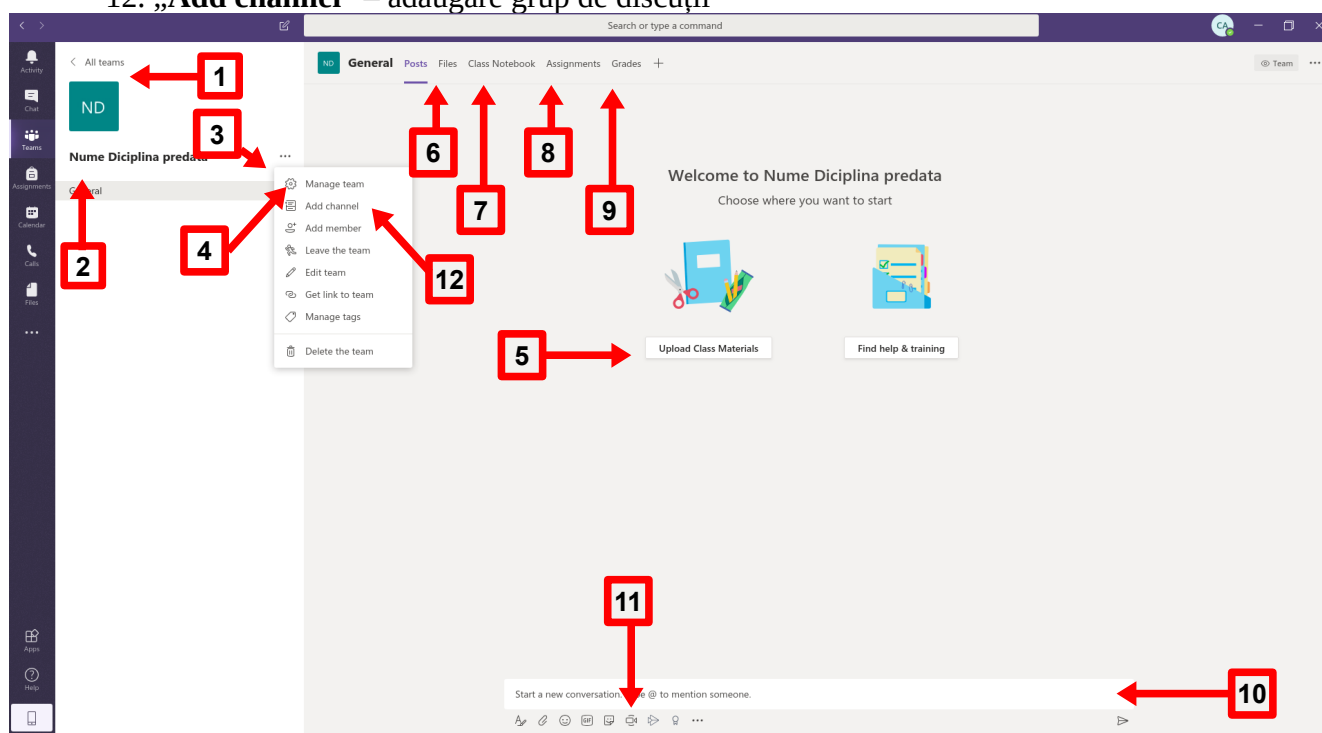 12. „Add channel" – adăugare grup de discuții
Search or type a command
CA
Activity
Chat
Teams
Assignments
Calendar
Calls
Files
Apps
Help
All teams
1
ND
3
Nume Diciplina predata
General
2
4
Manage team
Add channel
Add member
Leave the team
Edit team
Get link to team
Manage tags
Delete the team
12
ND General Posts Files Class Notebook Assignments Grades
Team
6
8
7
9
Welcome to Nume Diciplina predata
Choose where you want to start
5
Upload Class Materials
Find help & training
11
Start a new conversation. @ to mention someone.
10
GIF